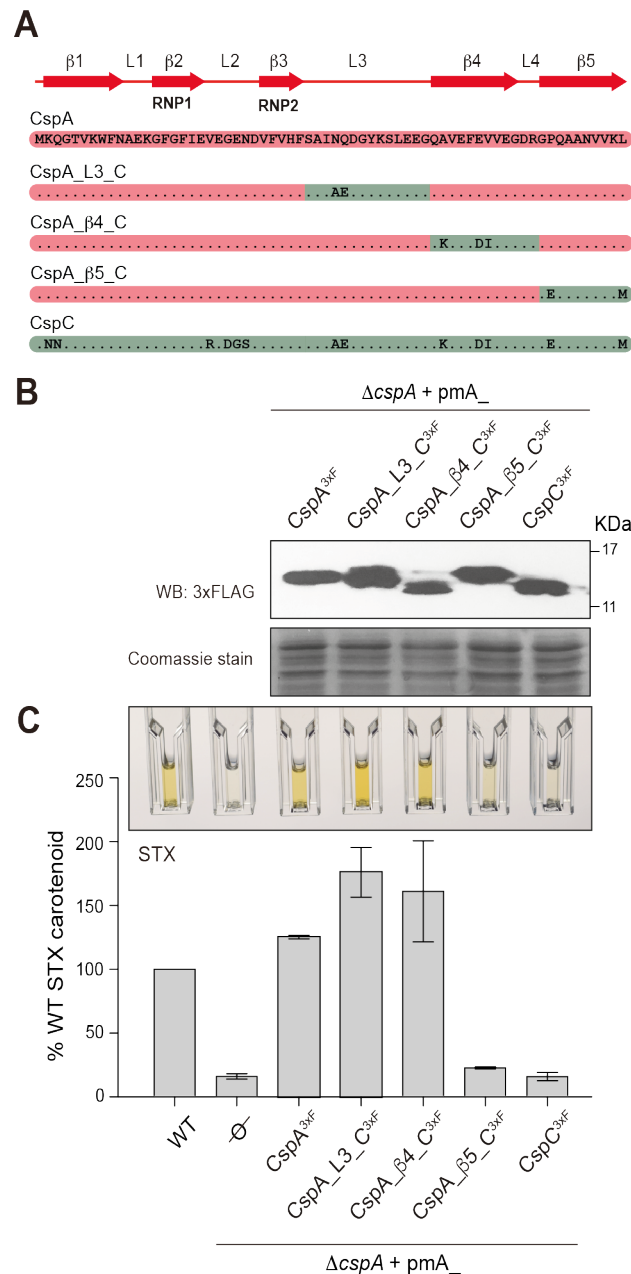 A
β1 L1 β2 L2 β3 L3 β4 L4 β5
RNP1 RNP2
CspA
MKQGTVKWFNAEKGFGFIEVEGENDVFVHFSAINQDGYKSLEEGQAVEFEVVEGDRGPQAANVVKL
CspA_L3_C
.................................AE...............................
CspA_β4_C
.............................................K...DI...............
CspA_β5_C
.........................................................E.......M
CspC
.NN................R.DGS.........AE..........K...DI......E.......M
B
ΔcspA + pmA_
CspA3xF
CspA_L3_C3xF
CspA_β4_C3xF
CspA_β5_C3xF
CspC3xF
KDa
17
WB: 3xFLAG
11
Coomassie stain
C
250
200
150
100
50
0
% WT STX carotenoid
STX
WT
-Ø-
CspA3xF
CspA_L3_C3xF
CspA_β4_C3xF
CspA_β5_C3xF
CspC3xF
ΔcspA + pmA_